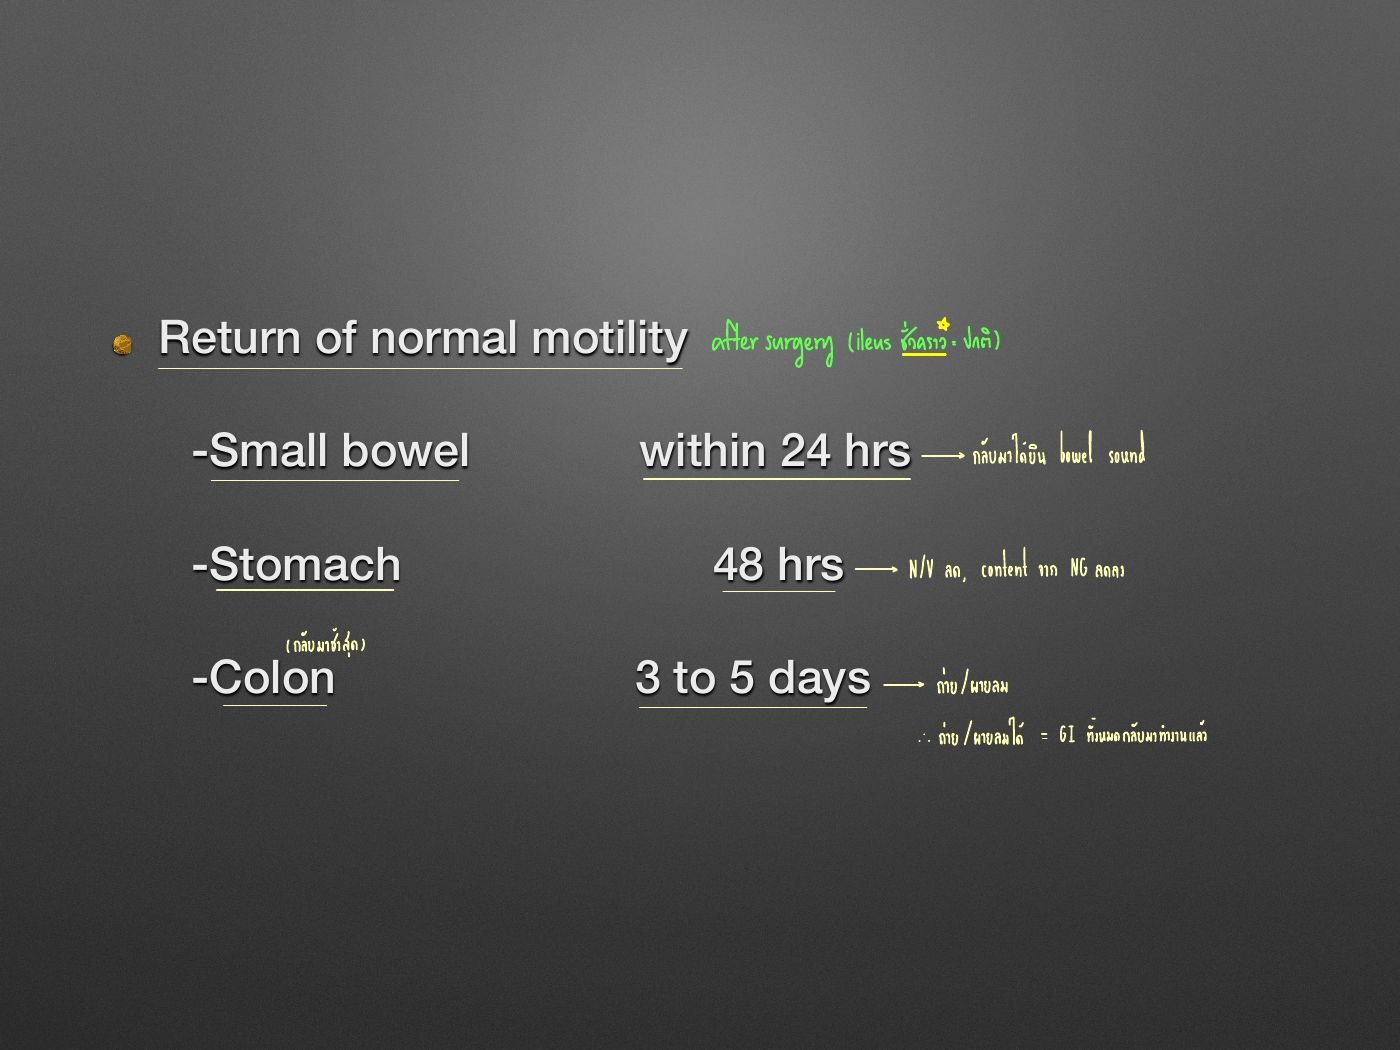 Return of normal motility after surgery (ileus ชั่วคราว = ปกติ)
-Small bowel within 24 hrs → กลับมาได้ยิน bowel sound
-Stomach 48 hrs → N/V ลด, content จาก NG ลดลง
(กลับมาช้าสุด)
-Colon 3 to 5 days → ถ่าย/ผายลม
∴ ถ่าย/ผายลมได้ = GI ทั้งหมดกลับมาทำงานแล้ว